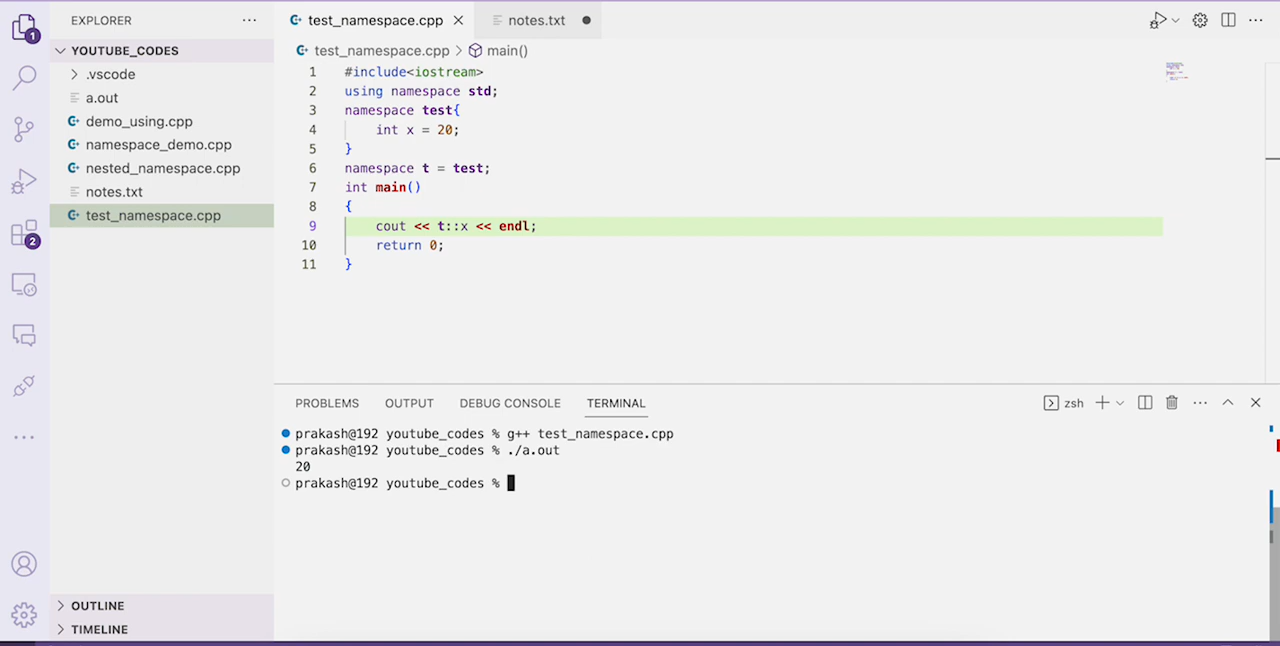 EXPLORER
YOUTUBE_CODES
.vscode
a.out
demo_using.cpp
namespace_demo.cpp
nested_namespace.cpp
notes.txt
test_namespace.cpp
OUTLINE
TIMELINE
1
2
test_namespace.cpp
notes.txt
test_namespace.cpp > main()
1 #include<iostream>
2 using namespace std;
3 namespace test{
4 int x = 20;
5 }
6 namespace t = test;
7 int main()
8 {
9 cout << t::x << endl;
10 return 0;
11 }
PROBLEMS OUTPUT DEBUG CONSOLE TERMINAL
zsh
prakash@192 youtube_codes % g++ test_namespace.cpp
prakash@192 youtube_codes % ./a.out
20
prakash@192 youtube_codes %